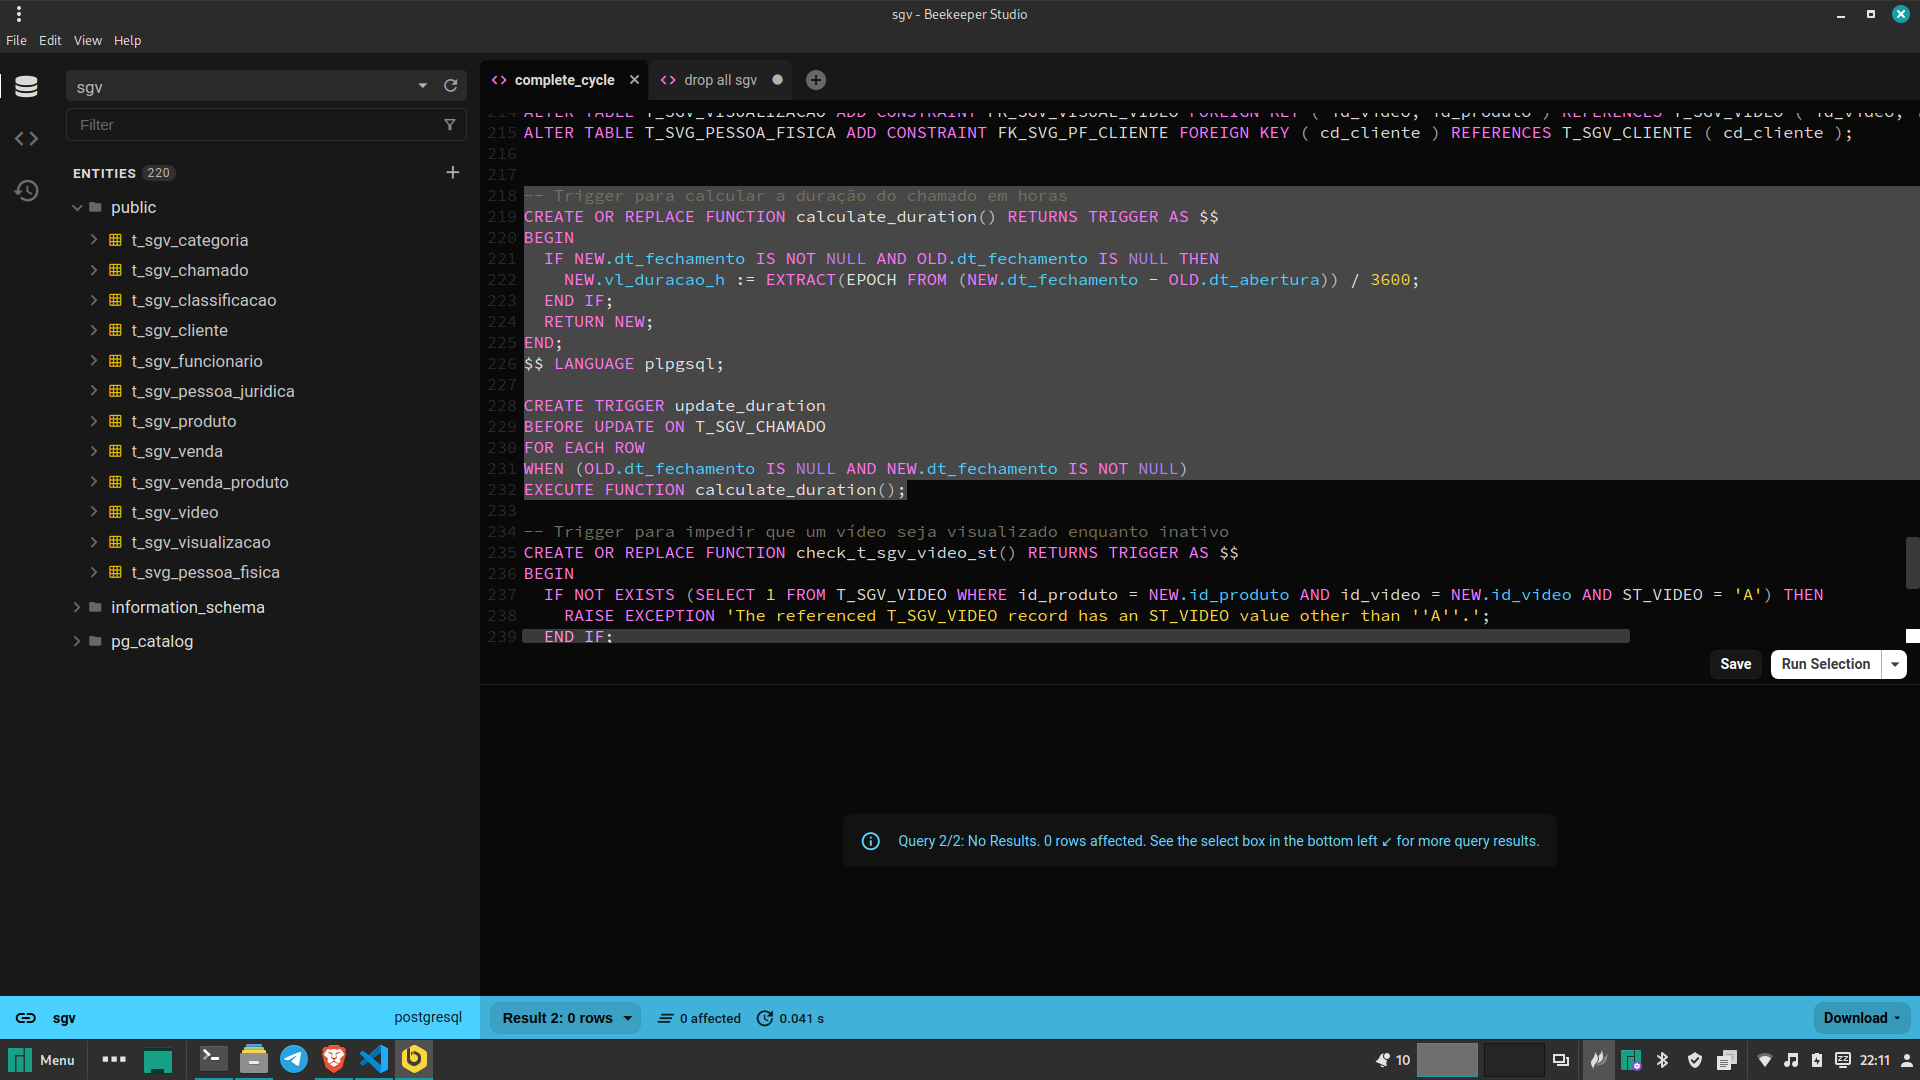 sgv - Beekeeper Studio
File Edit View Help
sgv
Filter
ENTITIES 220
public
t_sgv_categoria
t_sgv_chamado
t_sgv_classificacao
t_sgv_cliente
t_sgv_funcionario
t_sgv_pessoa_juridica
t_sgv_produto
t_sgv_venda
t_sgv_venda_produto
t_sgv_video
t_sgv_visualizacao
t_svg_pessoa_fisica
information_schema
pg_catalog
complete_cycle
drop all sgv
215 ALTER TABLE T_SVG_PESSOA_FISICA ADD CONSTRAINT FK_SVG_PF_CLIENTE FOREIGN KEY ( cd_cliente ) REFERENCES T_SGV_CLIENTE ( cd_cliente );
216
217
218 -- Trigger para calcular a duração do chamado em horas
219 CREATE OR REPLACE FUNCTION calculate_duration() RETURNS TRIGGER AS $$
220 BEGIN
221 IF NEW.dt_fechamento IS NOT NULL AND OLD.dt_fechamento IS NULL THEN
222 NEW.vl_duracao_h := EXTRACT(EPOCH FROM (NEW.dt_fechamento - OLD.dt_abertura)) / 3600;
223 END IF;
224 RETURN NEW;
225 END;
226 $$ LANGUAGE plpgsql;
227
228 CREATE TRIGGER update_duration
229 BEFORE UPDATE ON T_SGV_CHAMADO
230 FOR EACH ROW
231 WHEN (OLD.dt_fechamento IS NULL AND NEW.dt_fechamento IS NOT NULL)
232 EXECUTE FUNCTION calculate_duration();
233
234 -- Trigger para impedir que um vídeo seja visualizado enquanto inativo
235 CREATE OR REPLACE FUNCTION check_t_sgv_video_st() RETURNS TRIGGER AS $$
236 BEGIN
237 IF NOT EXISTS (SELECT 1 FROM T_SGV_VIDEO WHERE id_produto = NEW.id_produto AND id_video = NEW.id_video AND ST_VIDEO = 'A') THEN
238 RAISE EXCEPTION 'The referenced T_SGV_VIDEO record has an ST_VIDEO value other than ''A''.';
239 END IF;
Save
Run Selection
Query 2/2: No Results. 0 rows affected. See the select box in the bottom left ↙ for more query results.
sgv
postgresql
Result 2: 0 rows
0 affected
0.041 s
Download
Menu
10
22:11